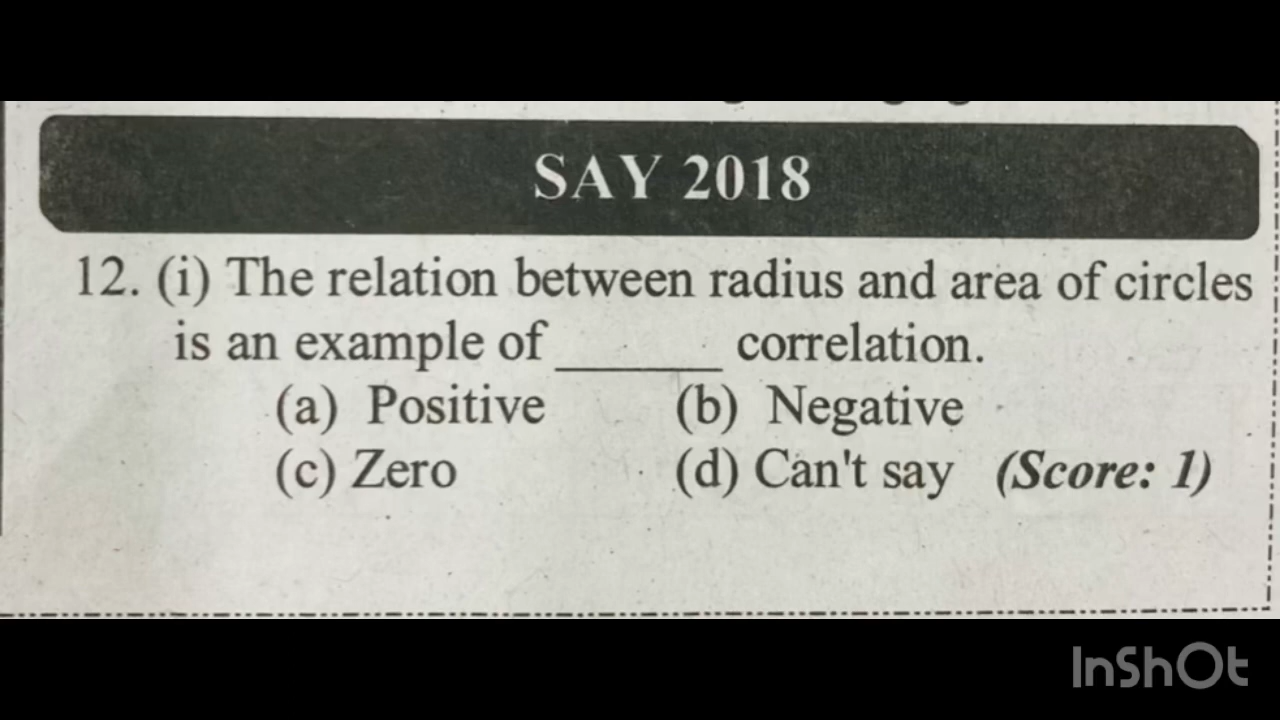 SAY 2018
12. (i) The relation between radius and area of circles
is an example of ______ correlation.
(a) Positive (b) Negative
(c) Zero (d) Can't say (Score: 1)
InShOt